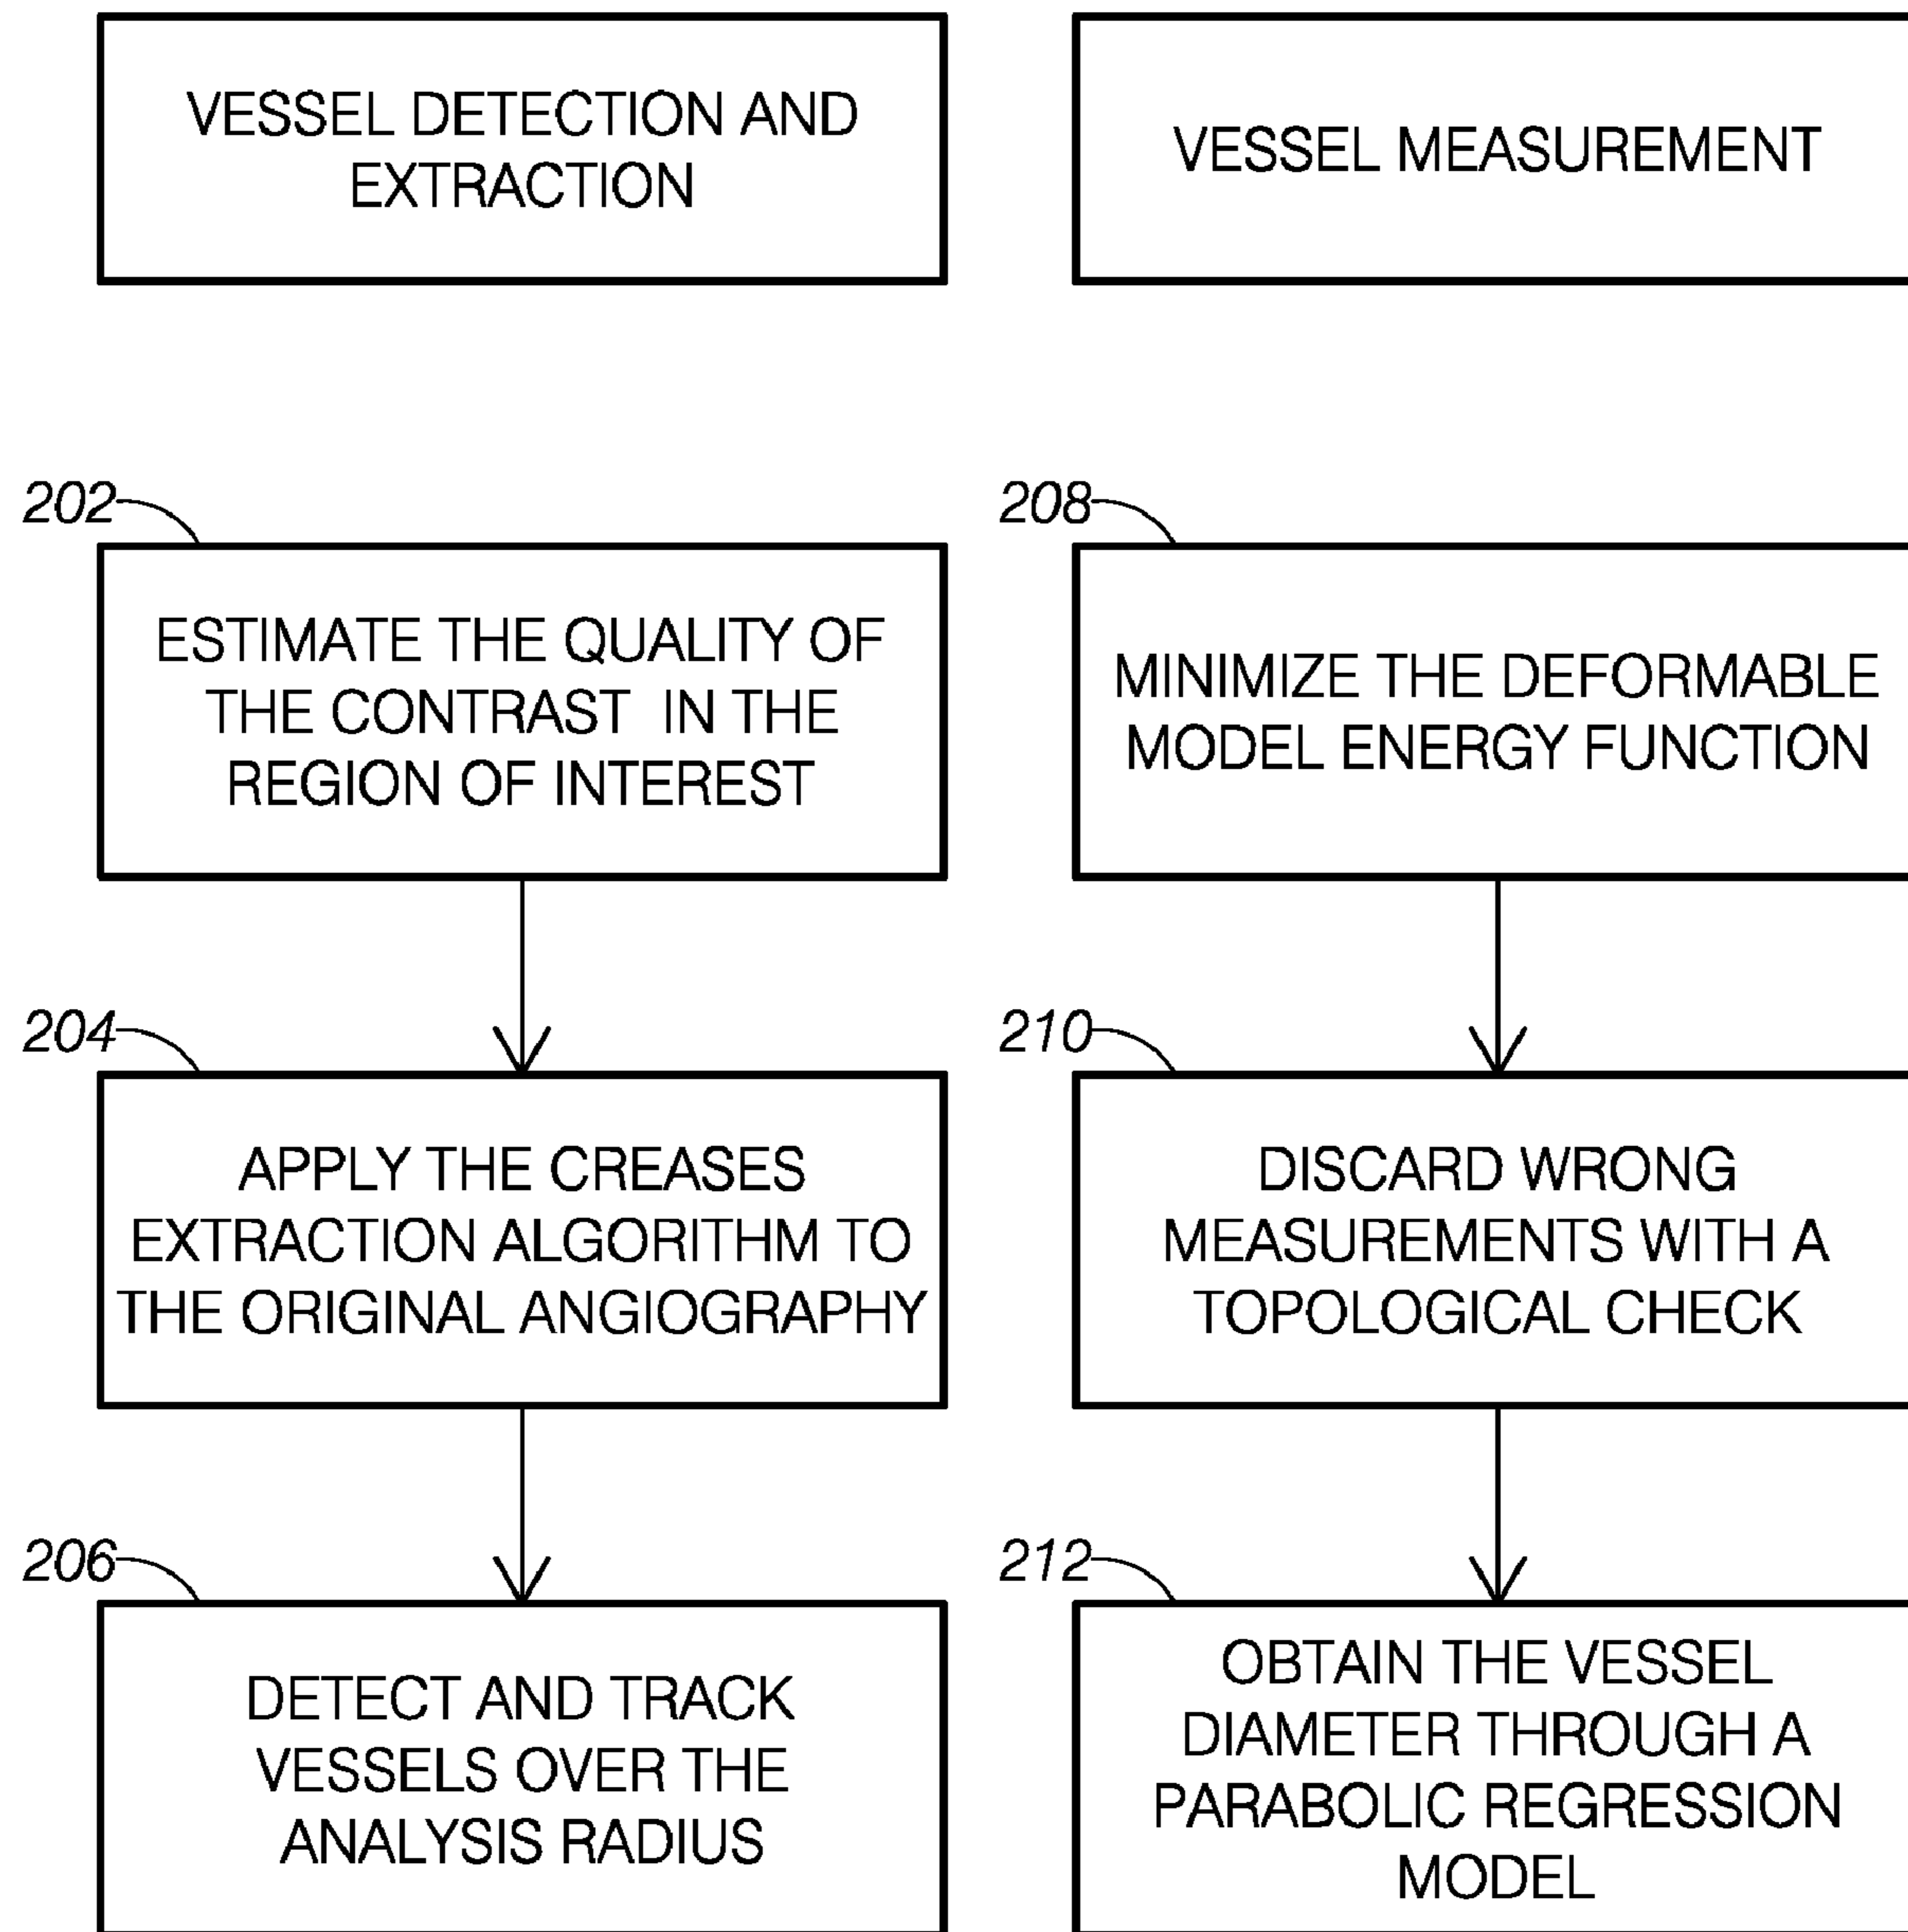 VESSEL DETECTION AND
EXTRACTION
VESSEL MEASUREMENT
202
ESTIMATE THE QUALITY OF
THE CONTRAST IN THE
REGION OF INTEREST
204
APPLY THE CREASES
EXTRACTION ALGORITHM TO
THE ORIGINAL ANGIOGRAPHY
206
DETECT AND TRACK
VESSELS OVER THE
ANALYSIS RADIUS
208
MINIMIZE THE DEFORMABLE
MODEL ENERGY FUNCTION
210
DISCARD WRONG
MEASUREMENTS WITH A
TOPOLOGICAL CHECK
212
OBTAIN THE VESSEL
DIAMETER THROUGH A
PARABOLIC REGRESSION
MODEL